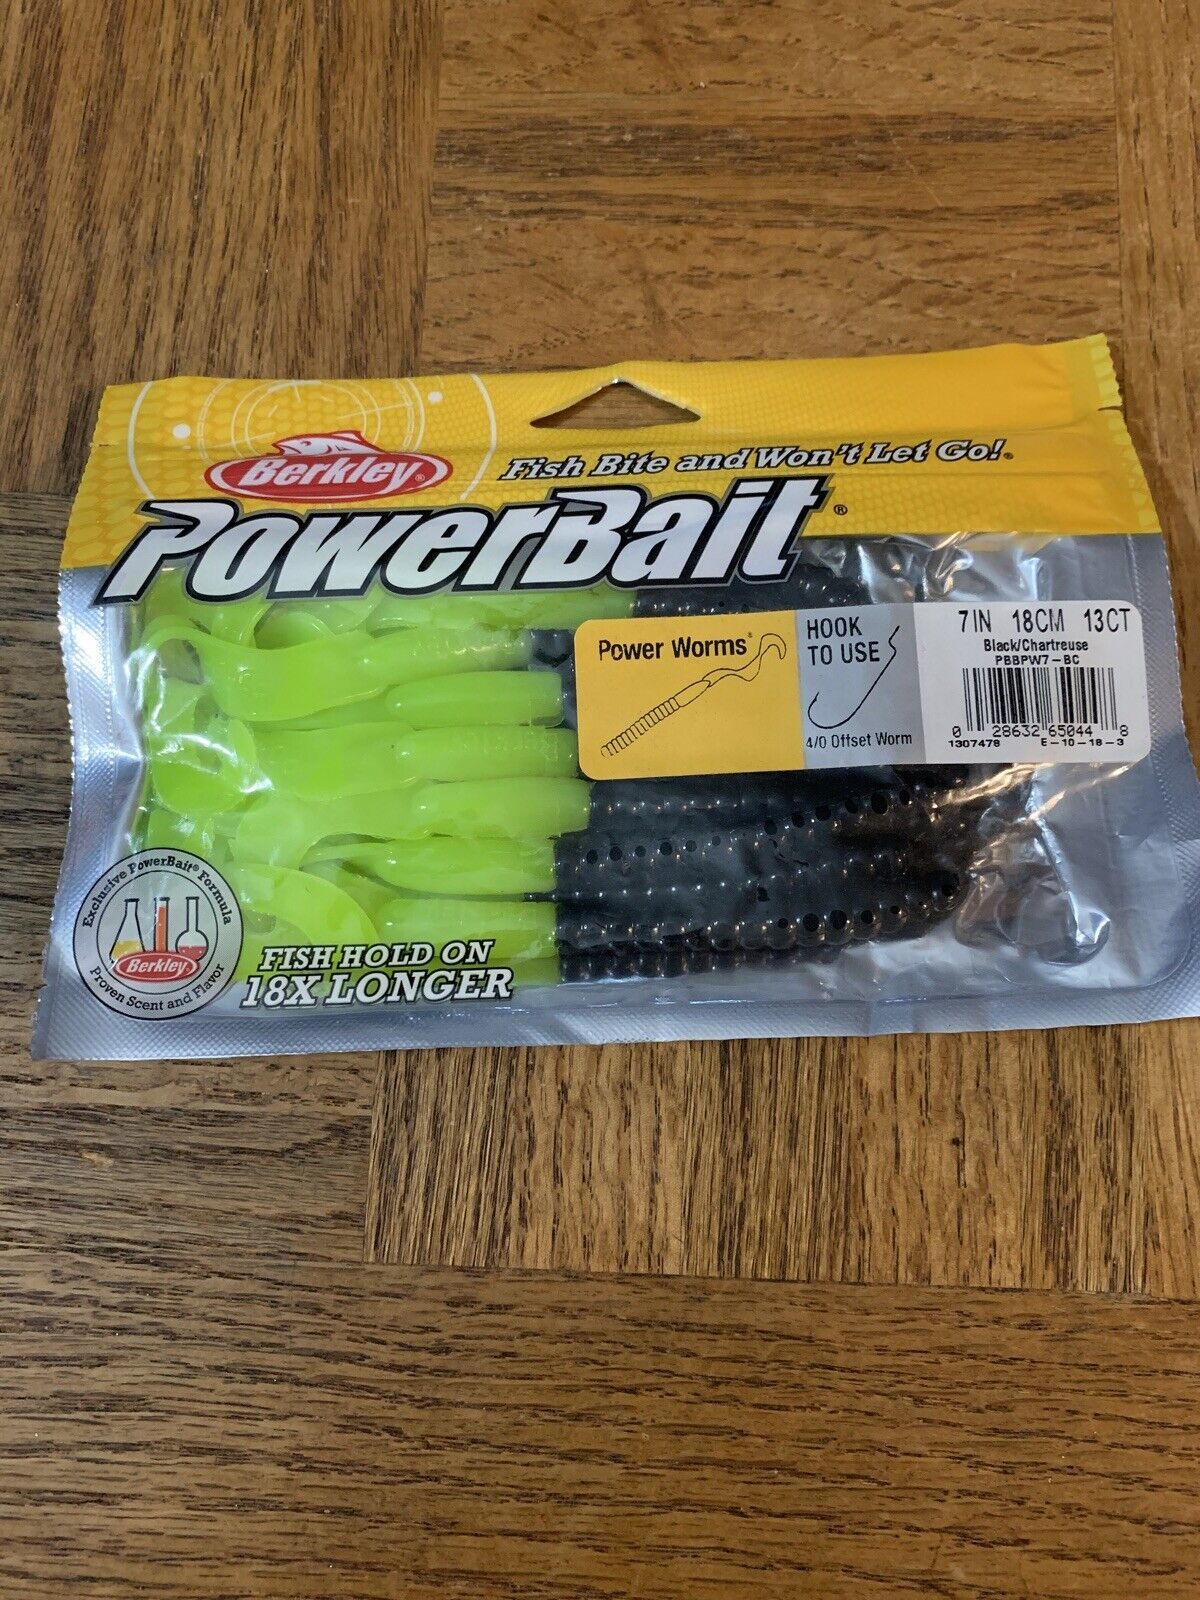 Berkley®
Fish Bite and Won't Let Go!®
PowerBait®
Power Worms®
HOOK
TO USE
4/0 Offset Worm
7IN 18CM 13CT
Black/Chartreuse
PBBPW7-BC
0 28632 65044 8
1307478 E-10-18-3
Exclusive PowerBait® Formula
Berkley
Proven Scent and Flavor
FISH HOLD ON
18X LONGER